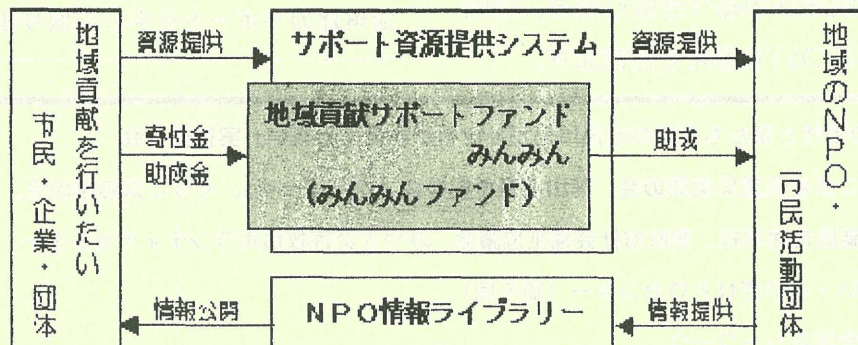 地域貢献を行いたい
市民・企業・団体
資源提供
寄付金
助成金
情報公開
サポート資源提供システム
地域貢献サポートファンド
みんみん
(みんみんファンド)
NPO情報ライブラリー
資源提供
助成
情報提供
地域のNPO・
市民活動団体